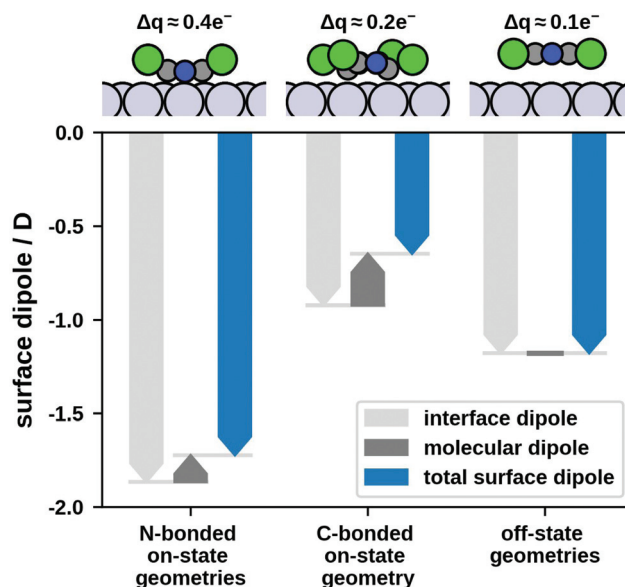 Δq ≈ 0.4e⁻
Δq ≈ 0.2e⁻
Δq ≈ 0.1e⁻
surface dipole / D
0.0
-0.5
-1.0
-1.5
-2.0
interface dipole
molecular dipole
total surface dipole
N-bonded
on-state
geometries
C-bonded
on-state
geometry
off-state
geometries